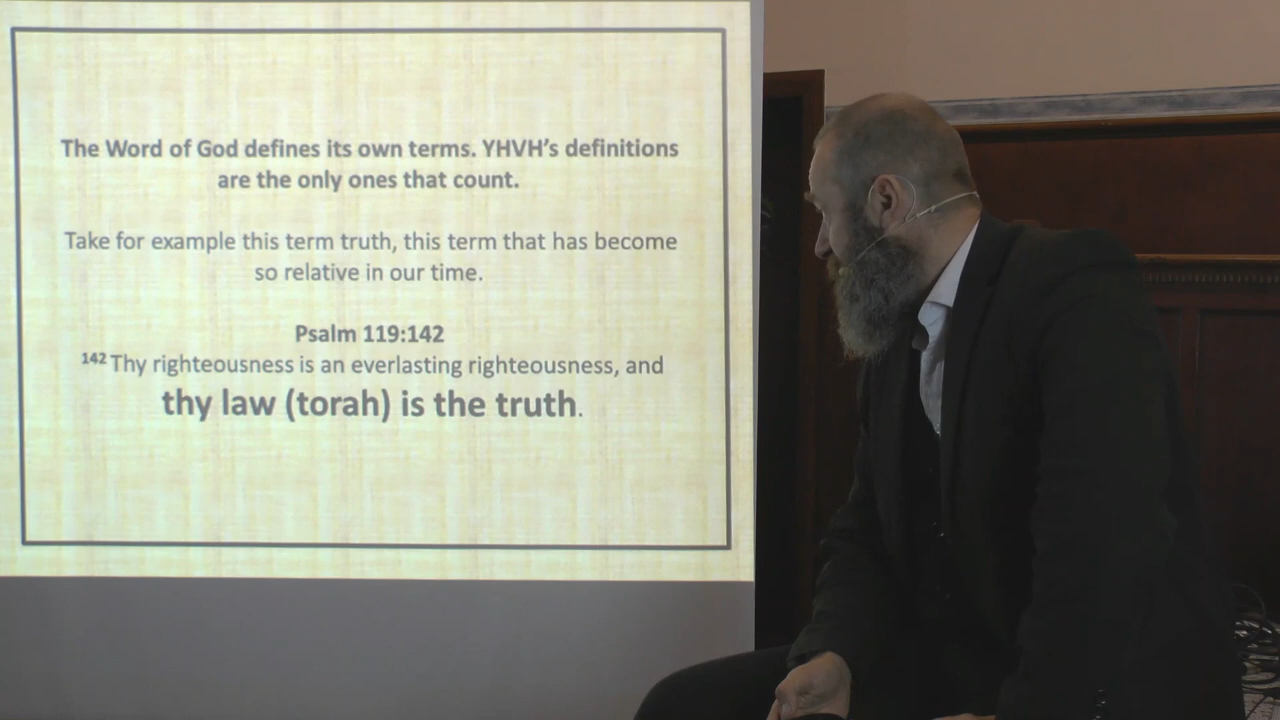 The Word of God defines its own terms. YHVH’s definitions
are the only ones that count.
Take for example this term truth, this term that has become
so relative in our time.
Psalm 119:142
142 Thy righteousness is an everlasting righteousness, and
thy law (torah) is the truth.